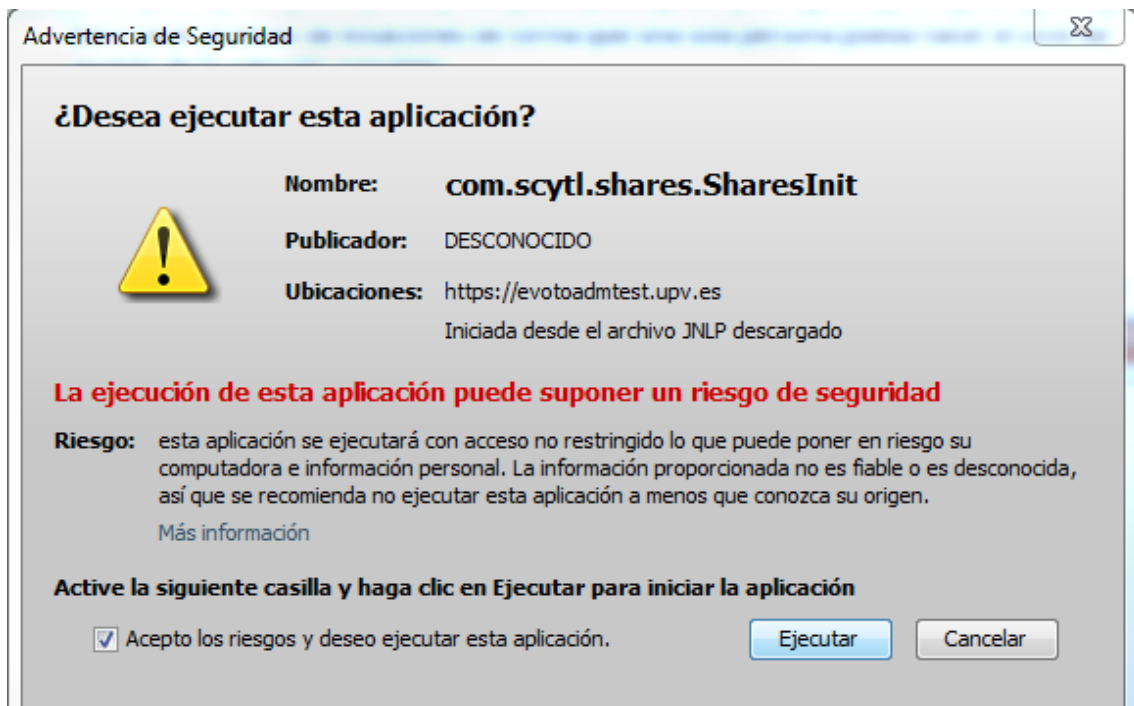 Advertencia de Seguridad
¿Desea ejecutar esta aplicación?
Nombre: com.scytl.shares.SharesInit
Publicador: DESCONOCIDO
Ubicaciones: https://evotoadmtest.upv.es
Iniciada desde el archivo JNLP descargado
La ejecución de esta aplicación puede suponer un riesgo de seguridad
Riesgo: esta aplicación se ejecutará con acceso no restringido lo que puede poner en riesgo su
computadora e información personal. La información proporcionada no es fiable o es desconocida,
así que se recomienda no ejecutar esta aplicación a menos que conozca su origen.
Más información
Active la siguiente casilla y haga clic en Ejecutar para iniciar la aplicación
Acepto los riesgos y deseo ejecutar esta aplicación. Ejecutar Cancelar